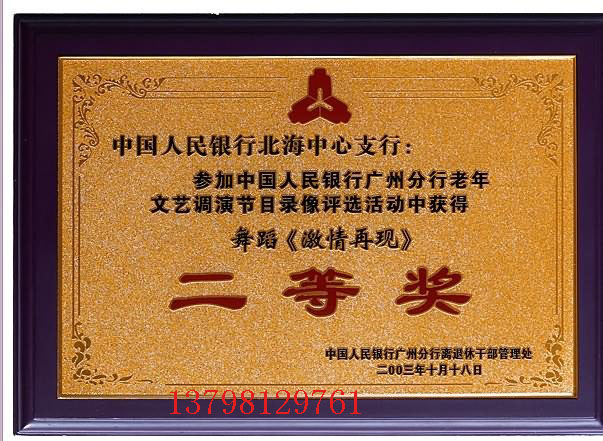 中国人民银行北海中心支行：
参加中国人民银行广州分行老年
文艺调演节目录像评选活动中获得
舞蹈《激情再现》
二等奖
中国人民银行广州分行离退休干部管理处
二00三年十月十八日
13798129761